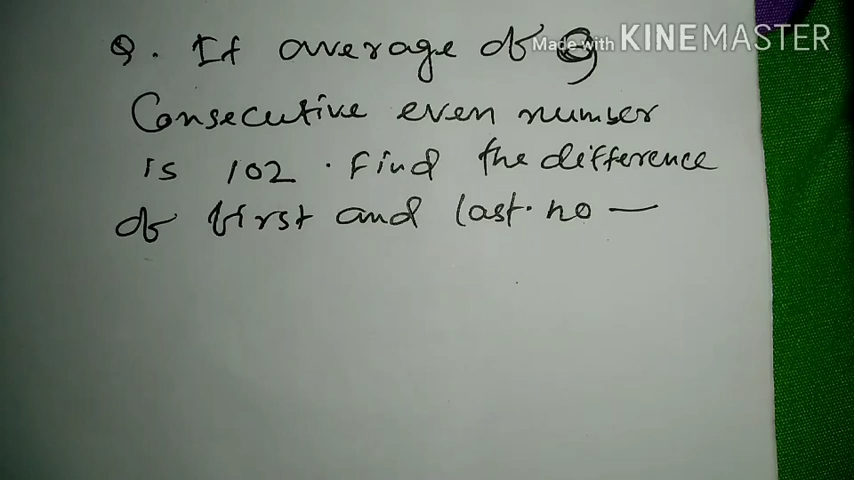 Q. If average of 9
Made with KINEMASTER
Consecutive even number
is 102. Find the difference
of first and last. no —